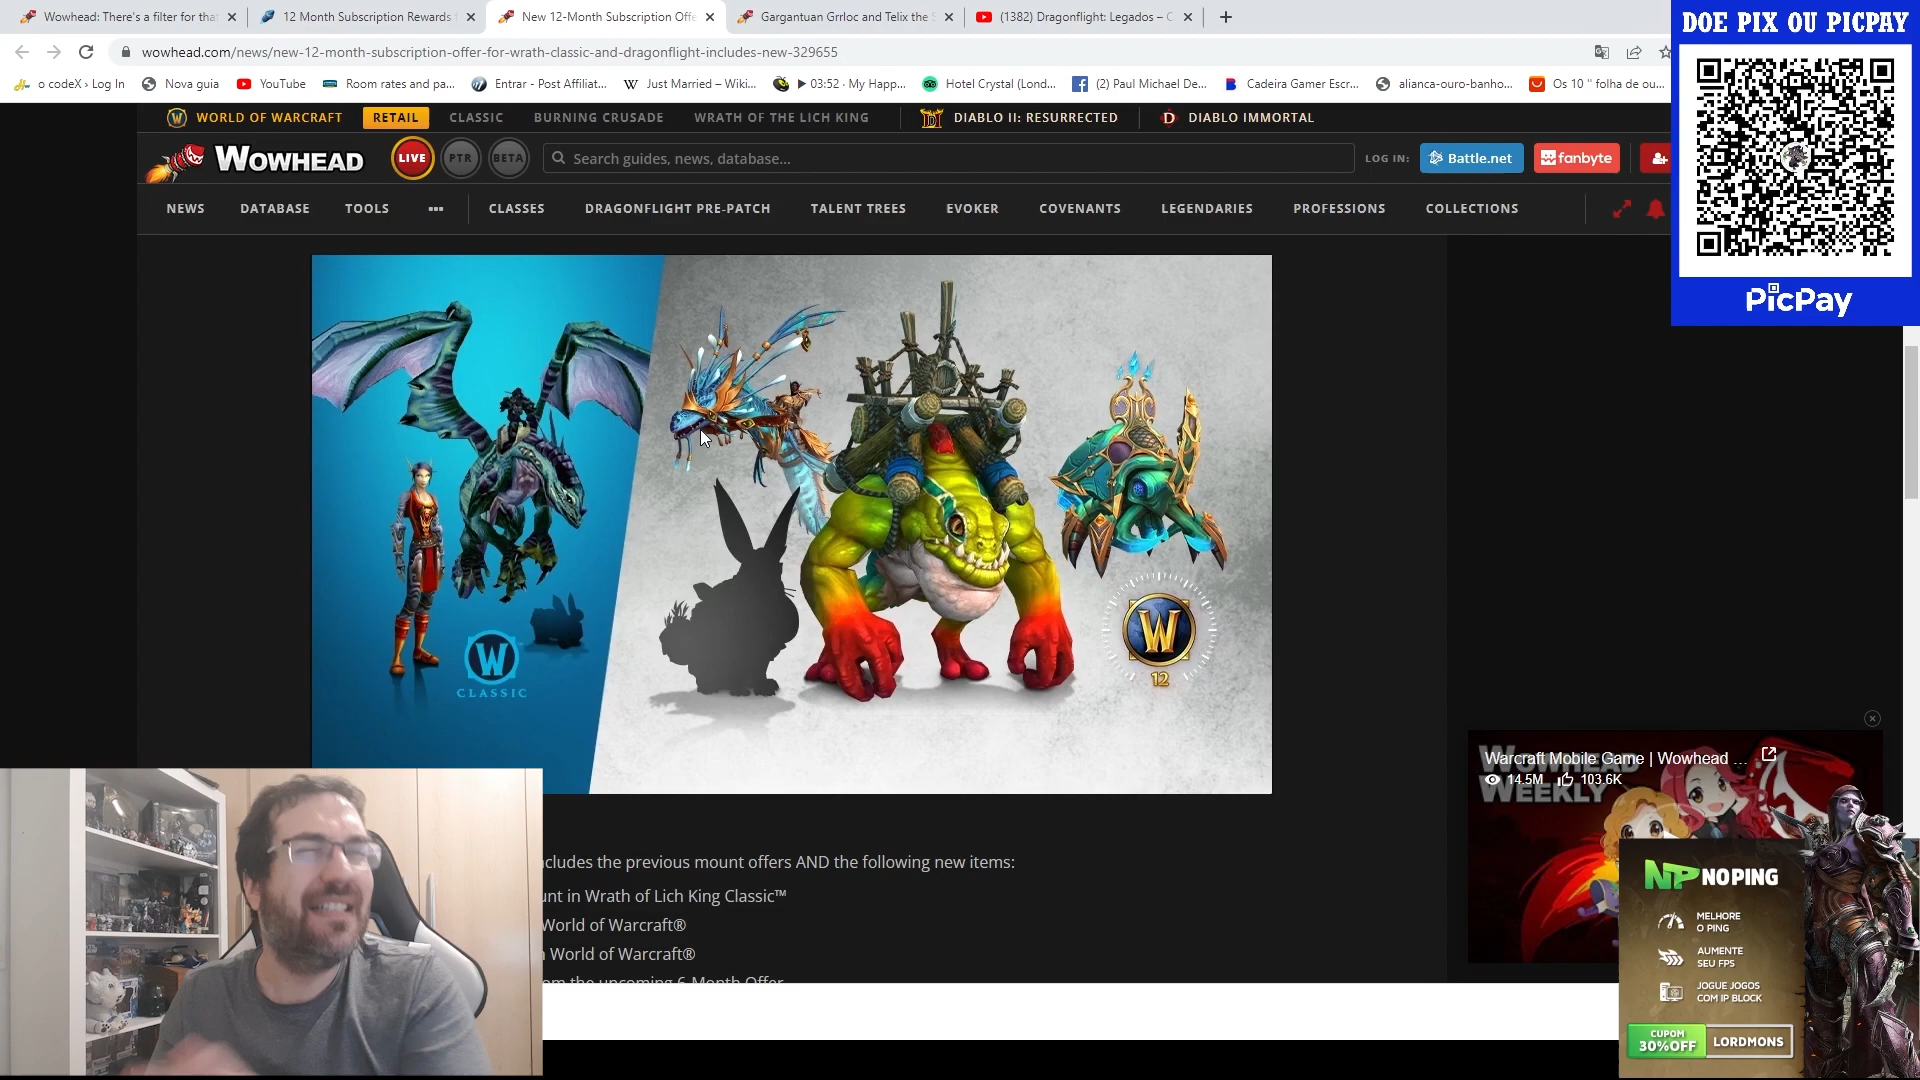 Wowhead: There's a filter for tha
12 Month Subscription Rewards
New 12-Month Subscription Offe
Gargantuan Grrloc and Telix the S
(1382) Dragonflight: Legados – C
wowhead.com/news/new-12-month-subscription-offer-for-wrath-classic-and-dragonflight-includes-new-329655
o codeX › Log In
Nova guia
YouTube
Room rates and pa...
Entrar - Post Affiliat...
Just Married – Wiki...
▶ 03:52 · My Happ...
Hotel Crystal (Lond...
(2) Paul Michael De...
Cadeira Gamer Escr...
alianca-ouro-banho...
Os 10 " folha de ou...
DOE PIX OU PICPAY
PicPay
WORLD OF WARCRAFT
RETAIL
CLASSIC
BURNING CRUSADE
WRATH OF THE LICH KING
DIABLO II: RESURRECTED
DIABLO IMMORTAL
WOWHEAD
LIVE
PTR
BETA
Search guides, news, database...
LOG IN:
Battle.net
fanbyte
NEWS
DATABASE
TOOLS
•••
CLASSES
DRAGONFLIGHT PRE-PATCH
TALENT TREES
EVOKER
COVENANTS
LEGENDARIES
PROFESSIONS
COLLECTIONS
W
CLASSIC
W
12
Warcraft Mobile Game | Wowhead ...
14.5M
103.6K
WOWHEAD
WEEKLY
ncludes the previous mount offers AND the following new items:
unt in Wrath of Lich King Classic™
World of Warcraft®
n World of Warcraft®
om the upcoming 6-Month Offer
NP NOPING
MELHORE
O PING
AUMENTE
SEU FPS
JOGUE JOGOS
COM IP BLOCK
CUPOM
30%OFF
LORDMONS